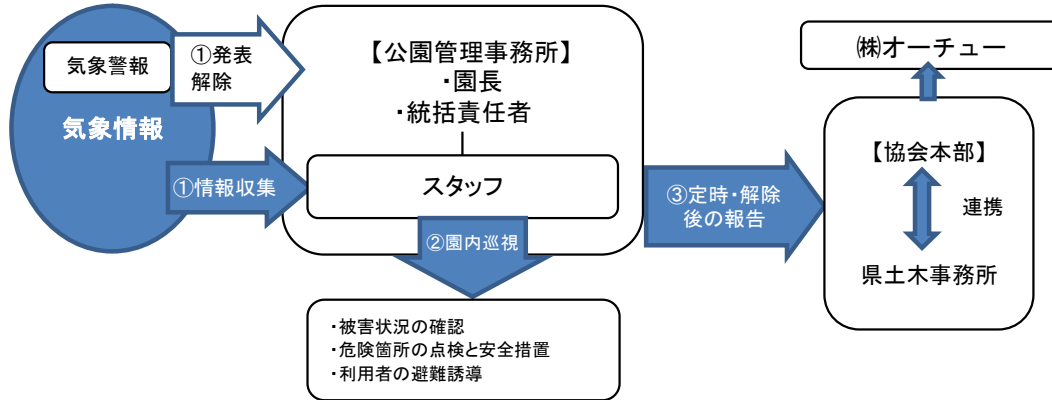 気象警報
気象情報
①発表
解除
①情報収集
【公園管理事務所】
・園長
・統括責任者
スタッフ
②園内巡視
・被害状況の確認
・危険箇所の点検と安全措置
・利用者の避難誘導
③定時・解除
後の報告
㈱オーチュー
【協会本部】
連携
県土木事務所